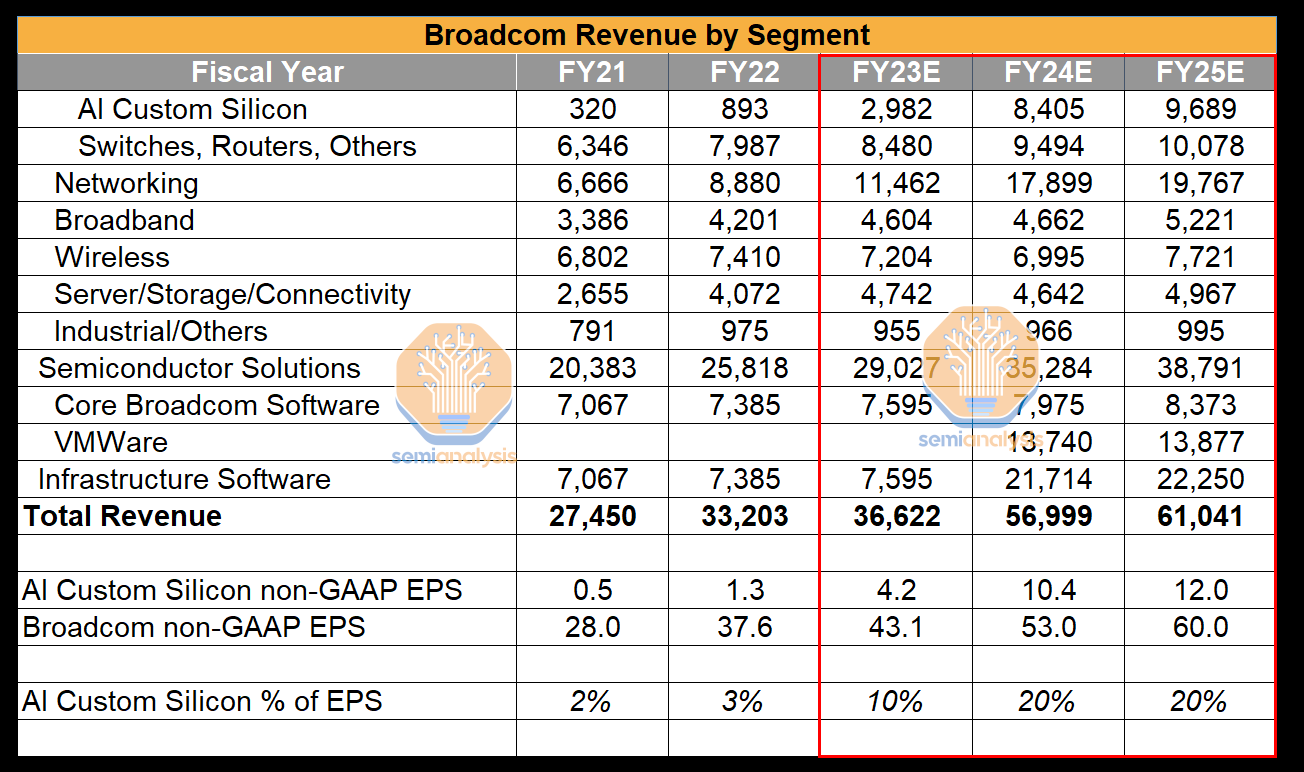 Broadcom Revenue by Segment
Fiscal Year FY21 FY22 FY23E FY24E FY25E
AI Custom Silicon 320 893 2,982 8,405 9,689
Switches, Routers, Others 6,346 7,987 8,480 9,494 10,078
Networking 6,666 8,880 11,462 17,899 19,767
Broadband 3,386 4,201 4,604 4,662 5,221
Wireless 6,802 7,410 7,204 6,995 7,721
Server/Storage/Connectivity 2,655 4,072 4,742 4,642 4,967
Industrial/Others 791 975 955 966 995
Semiconductor Solutions 20,383 25,818 29,027 35,284 38,791
Core Broadcom Software 7,067 7,385 7,595 7,975 8,373
VMWare 13,740 13,877
semianalysis semianalysis
Infrastructure Software 7,067 7,385 7,595 21,714 22,250
Total Revenue 27,450 33,203 36,622 56,999 61,041
AI Custom Silicon non-GAAP EPS 0.5 1.3 4.2 10.4 12.0
Broadcom non-GAAP EPS 28.0 37.6 43.1 53.0 60.0
AI Custom Silicon % of EPS 2% 3% 10% 20% 20%